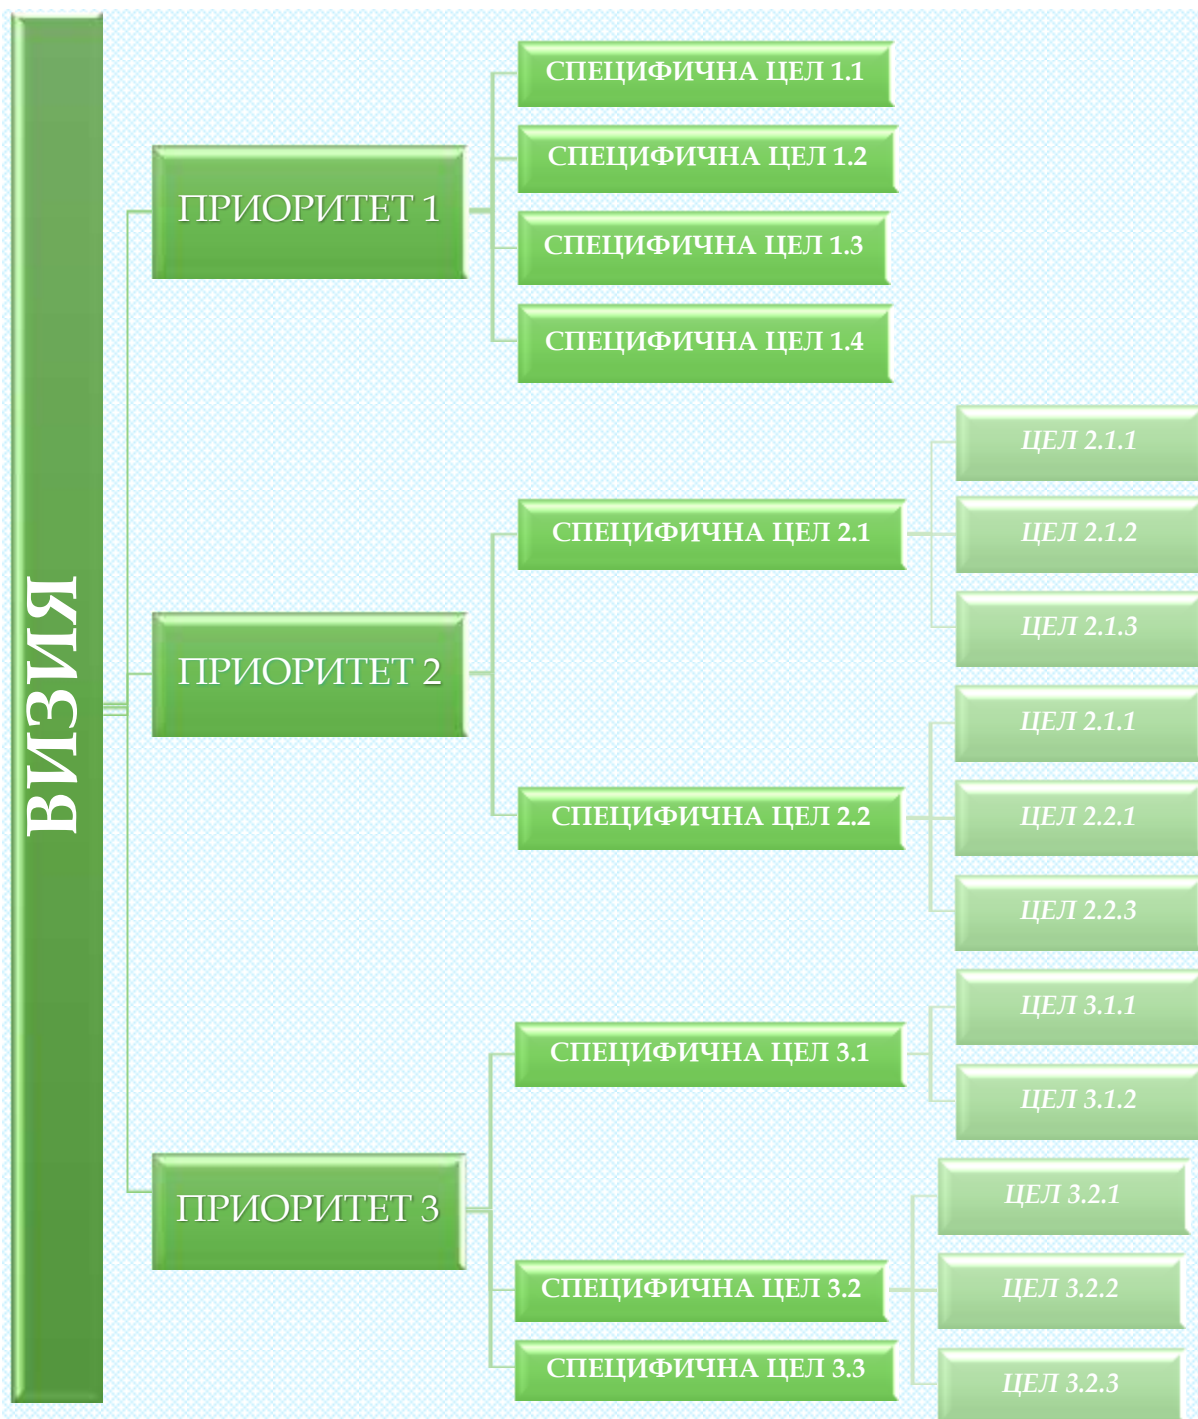 ВИЗИЯ
ПРИОРИТЕТ 1
СПЕЦИФИЧНА ЦЕЛ 1.1
СПЕЦИФИЧНА ЦЕЛ 1.2
СПЕЦИФИЧНА ЦЕЛ 1.3
СПЕЦИФИЧНА ЦЕЛ 1.4
ПРИОРИТЕТ 2
СПЕЦИФИЧНА ЦЕЛ 2.1
ЦЕЛ 2.1.1
ЦЕЛ 2.1.2
ЦЕЛ 2.1.3
СПЕЦИФИЧНА ЦЕЛ 2.2
ЦЕЛ 2.1.1
ЦЕЛ 2.2.1
ЦЕЛ 2.2.3
ПРИОРИТЕТ 3
СПЕЦИФИЧНА ЦЕЛ 3.1
ЦЕЛ 3.1.1
ЦЕЛ 3.1.2
СПЕЦИФИЧНА ЦЕЛ 3.2
ЦЕЛ 3.2.1
ЦЕЛ 3.2.2
ЦЕЛ 3.2.3
СПЕЦИФИЧНА ЦЕЛ 3.3